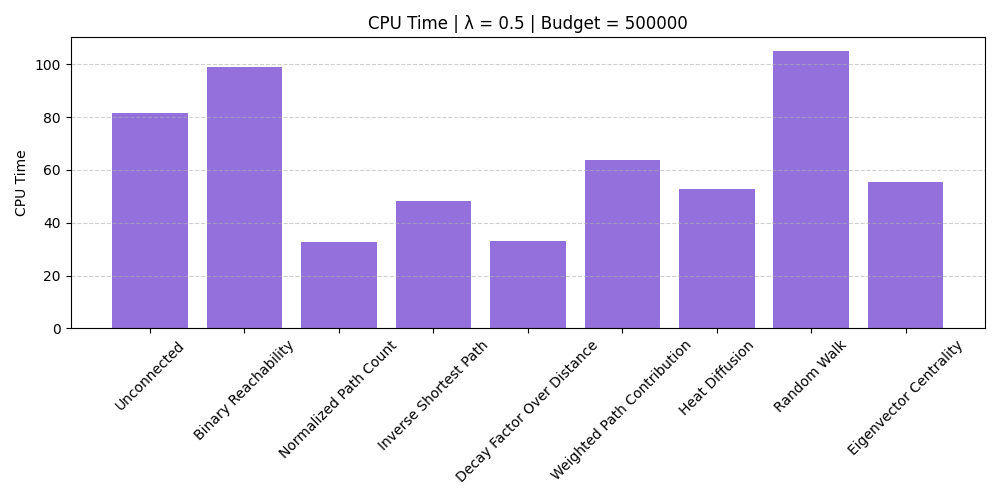 CPU Time | λ = 0.5 | Budget = 500000
CPU Time
100
80
60
40
20
0
Unconnected
Binary Reachability
Normalized Path Count
Inverse Shortest Path
Decay Factor Over Distance
Weighted Path Contribution
Heat Diffusion
Random Walk
Eigenvector Centrality